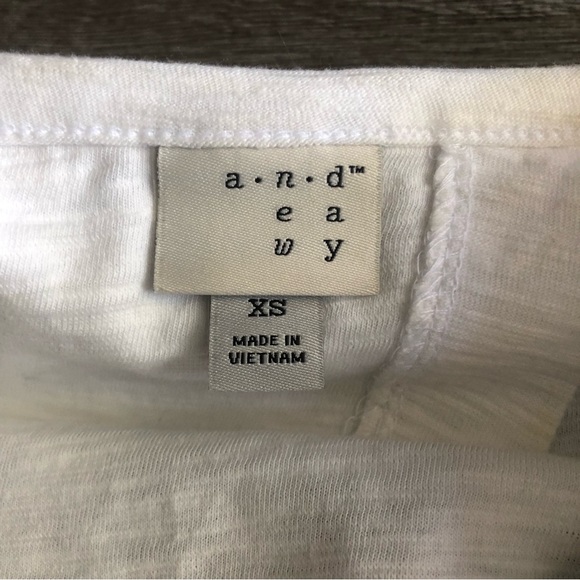 a·n·d™
e a
w y
XS
MADE IN
VIETNAM